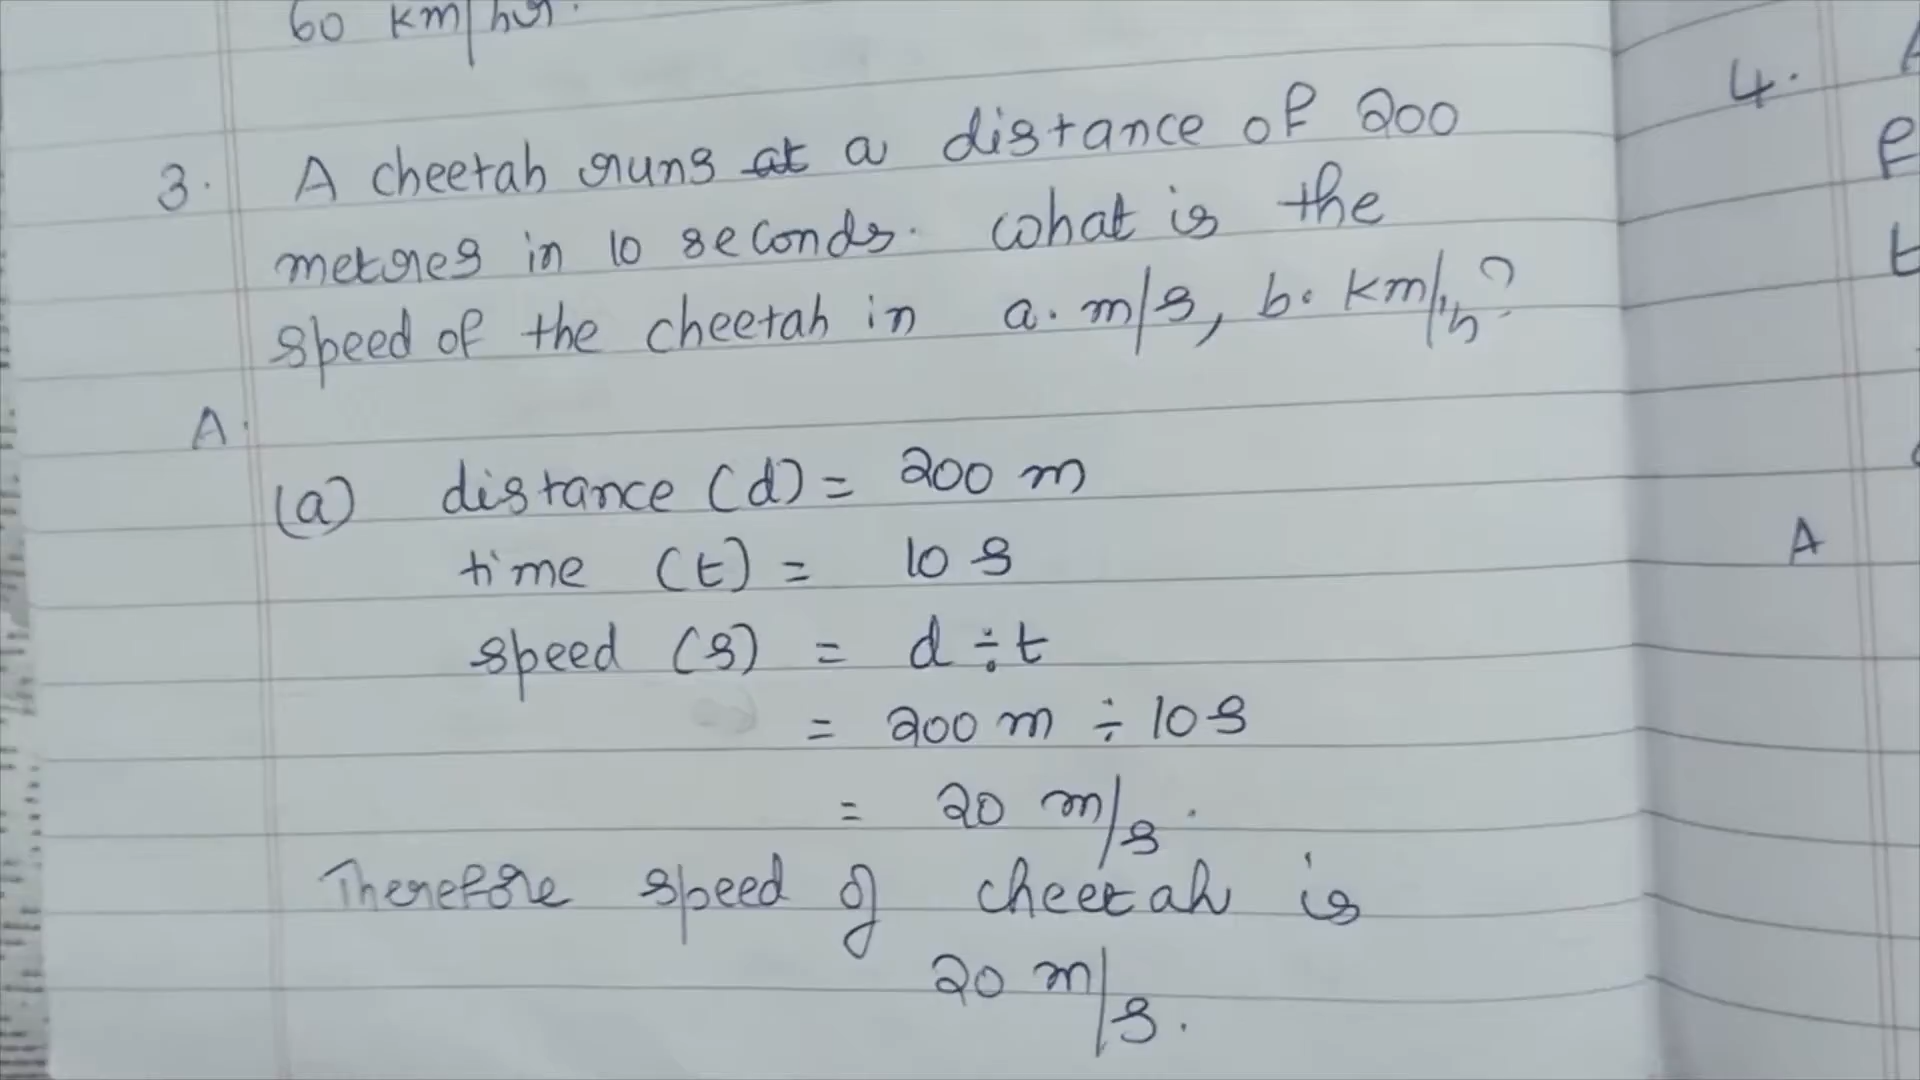 60 km/hr.
3. A cheetah runs at a distance of 200
metres in 10 seconds. What is the
speed of the cheetah in a. m/s, b. km/h?
A.
(a) distance (d) = 200 m
time (t) = 10 s
speed (s) = d ÷ t
= 200 m ÷ 10 s
= 20 m/s.
Therefore speed of cheetah is
20 m/s.
4.
A